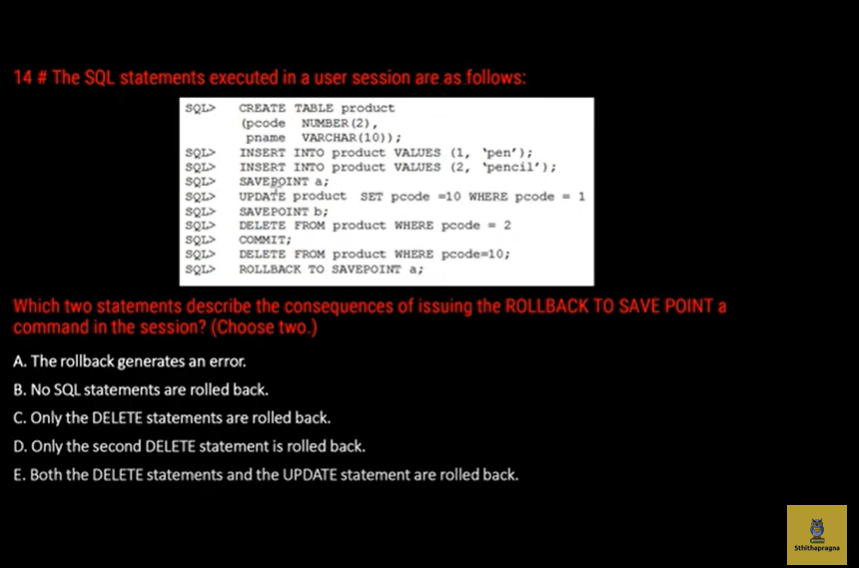 14 # The SQL statements executed in a user session are as follows:
SQL> CREATE TABLE product
(pcode NUMBER(2),
pname VARCHAR(10));
SQL> INSERT INTO product VALUES (1, 'pen');
SQL> INSERT INTO product VALUES (2, 'pencil');
SQL> SAVEPOINT a;
SQL> UPDATE product SET pcode =10 WHERE pcode = 1
SQL> SAVEPOINT b;
SQL> DELETE FROM product WHERE pcode = 2
SQL> COMMIT;
SQL> DELETE FROM product WHERE pcode=10;
SQL> ROLLBACK TO SAVEPOINT a;
Which two statements describe the consequences of issuing the ROLLBACK TO SAVE POINT a
command in the session? (Choose two.)
A. The rollback generates an error.
B. No SQL statements are rolled back.
C. Only the DELETE statements are rolled back.
D. Only the second DELETE statement is rolled back.
E. Both the DELETE statements and the UPDATE statement are rolled back.
Sthithapragna